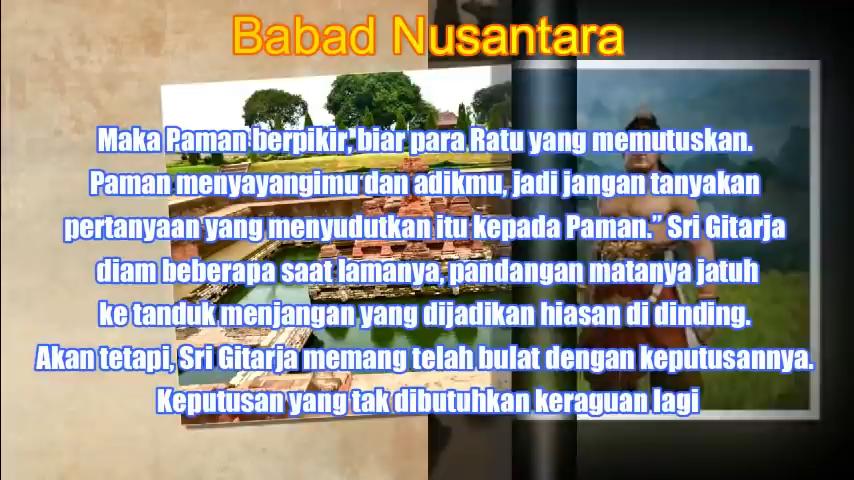 Babad Nusantara
Maka Paman berpikir, biar para Ratu yang memutuskan.
Paman menyayangimu dan adikmu, jadi jangan tanyakan
pertanyaan yang menyudutkan itu kepada Paman.” Sri Gitarja
diam beberapa saat lamanya, pandangan matanya jatuh
ke tanduk menjangan yang dijadikan hiasan di dinding.
Akan tetapi, Sri Gitarja memang telah bulat dengan keputusannya.
Keputusan yang tak dibutuhkan keraguan lagi